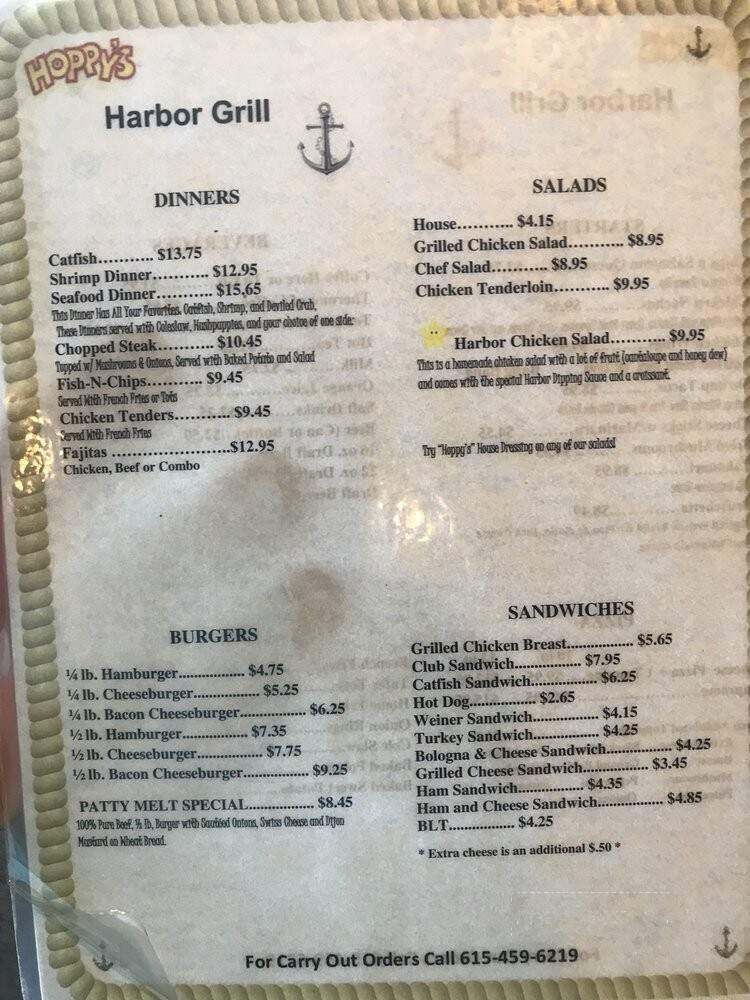 HOPPY'S
Harbor Grill
DINNERS
Catfish........... $13.75
Shrimp Dinner........... $12.95
Seafood Dinner........... $15,65
This Dinner Has All Your Favorites. Catfish, Shrimp, and Deviled Crab,
These Dinners served with Coleslaw, Hushpuppies, and your choice of one side:
Chopped Steak........... $10.45
Topped w/ Mushrooms & Onions, Served with Baked Potato and Salad
Fish-N-Chips........... $9.45
Served With French Fries or Tots
Chicken Tenders........... $9.45
Served With French Fries
Fajitas ........................$12.95
Chicken, Beef or Combo
BURGERS
¼ lb. Hamburger................. $4.75
¼ lb. Cheeseburger................. $5.25
¼ lb. Bacon Cheeseburger................. $6.25
½ lb. Hamburger................. $7.35
½ lb. Cheeseburger................. $7.75
½ lb. Bacon Cheeseburger................. $9.25
PATTY MELT SPECIAL................. $8.45
100% Pure Beef, lb, Burger with Sautéed Onions, Swiss Cheese and Dijon
Mustard on Wheat Bread.
SALADS
House........... $4.15
Grilled Chicken Salad........... $8.95
Chef Salad........... $8.95
Chicken Tenderloin........... $9.95
Harbor Chicken Salad........... $9.95
This is a homemade chicken salad with a lot of fruit (cantaloupe and honey dew)
and comes with the special Harbor Dipping Sauce and a croissant.
Try "Hoppy's" House Dressing on any of our salads!
SANDWICHES
Grilled Chicken Breast................. $5.65
Club Sandwich................. $7.95
Catfish Sandwich................. $6.25
Hot Dog................. $2.65
Weiner Sandwich................. $4.15
Turkey Sandwich................. $4.25
Bologna & Cheese Sandwich................. $4.25
Grilled Cheese Sandwich................. $3.45
Ham Sandwich................. $4.35
Ham and Cheese Sandwich................. $4.85
BLT................. $4.25
* Extra cheese is an additional $.50 *
For Carry Out Orders Call 615-459-6219